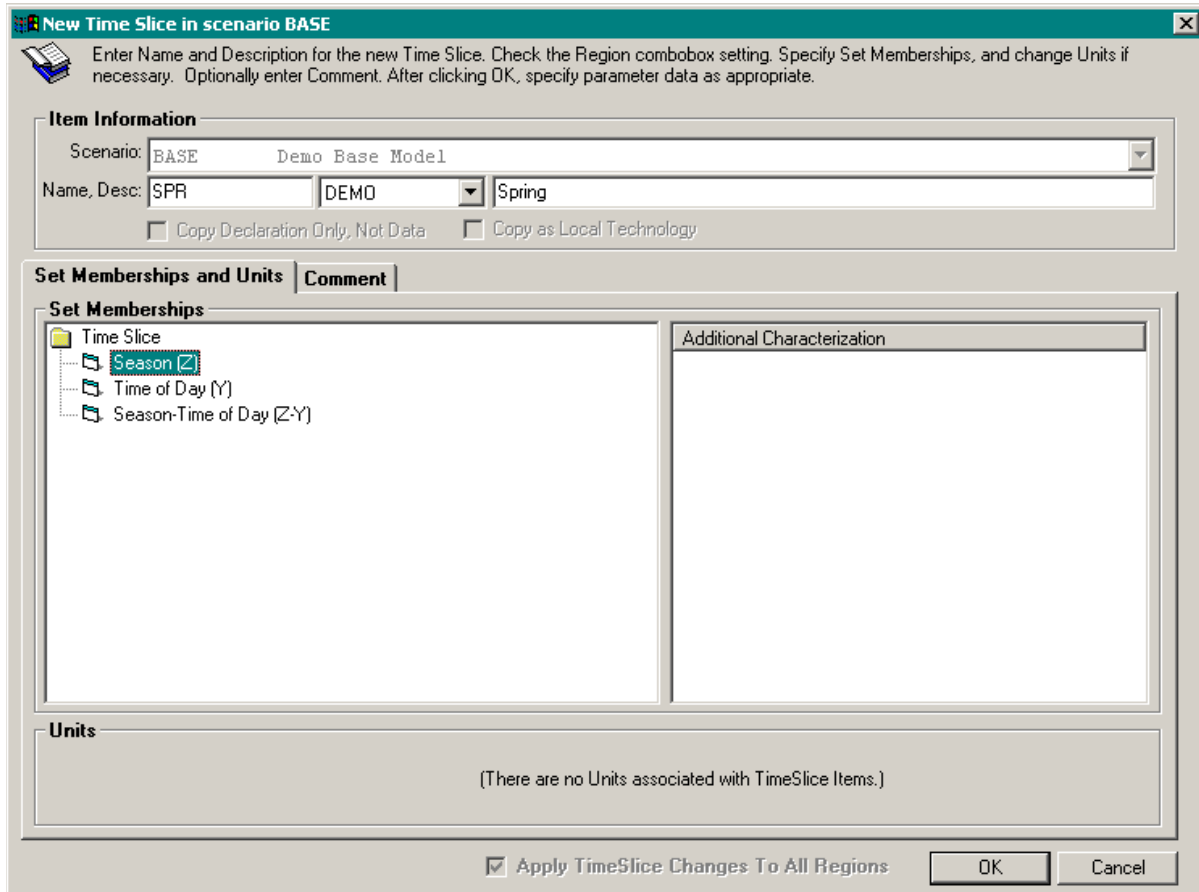 New Time Slice in scenario BASE
Enter Name and Description for the new Time Slice. Check the Region combobox setting. Specify Set Memberships, and change Units if
necessary.  Optionally enter Comment. After clicking OK, specify parameter data as appropriate.
Item Information
Scenario: BASE Demo Base Model
Name, Desc: SPR DEMO Spring
Copy Declaration Only, Not Data Copy as Local Technology
Set Memberships and Units Comment
Set Memberships
Time Slice Additional Characterization
Season (Z)
Time of Day (Y)
Season-Time of Day (Z-Y)
Units
(There are no Units associated with TimeSlice Items.)
Apply TimeSlice Changes To All Regions OK Cancel